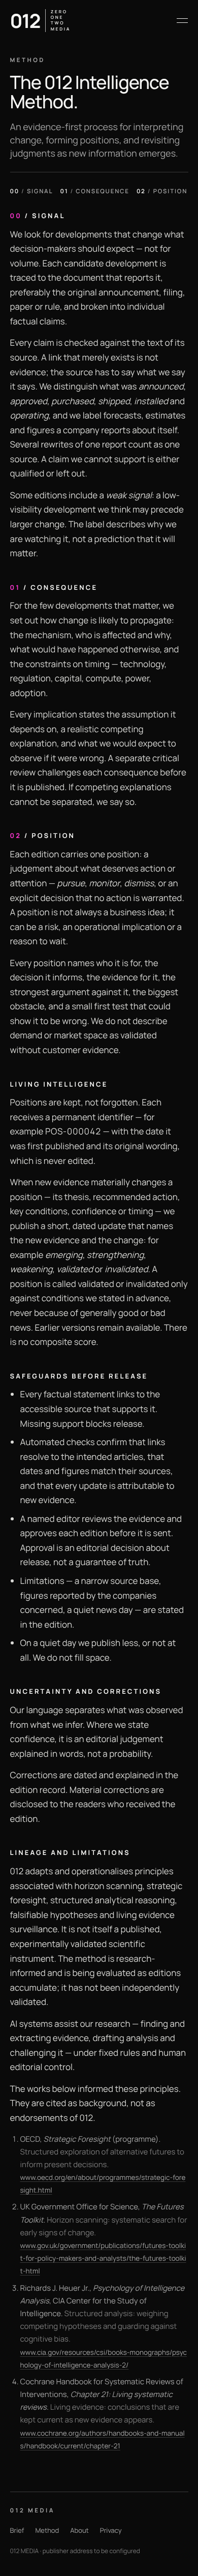 012
ZERO
ONE
TWO
MEDIA
METHOD
The 012 Intelligence
Method.
An evidence-first process for interpreting
change, forming positions, and revisiting
judgments as new information emerges.
00 / SIGNAL 01 / CONSEQUENCE 02 / POSITION
00 / SIGNAL
We look for developments that change what
decision-makers should expect — not for
volume. Each candidate development is
traced to the document that reports it,
preferably the original announcement, filing,
paper or rule, and broken into individual
factual claims.
Every claim is checked against the text of its
source. A link that merely exists is not
evidence; the source has to say what we say
it says. We distinguish what was announced,
approved, purchased, shipped, installed and
operating, and we label forecasts, estimates
and figures a company reports about itself.
Several rewrites of one report count as one
source. A claim we cannot support is either
qualified or left out.
Some editions include a weak signal: a low-
visibility development we think may precede
larger change. The label describes why we
are watching it, not a prediction that it will
matter.
01 / CONSEQUENCE
For the few developments that matter, we
set out how change is likely to propagate:
the mechanism, who is affected and why,
what would have happened otherwise, and
the constraints on timing — technology,
regulation, capital, compute, power,
adoption.
Every implication states the assumption it
depends on, a realistic competing
explanation, and what we would expect to
observe if it were wrong. A separate critical
review challenges each consequence before
it is published. If competing explanations
cannot be separated, we say so.
02 / POSITION
Each edition carries one position: a
judgement about what deserves action or
attention — pursue, monitor, dismiss, or an
explicit decision that no action is warranted.
A position is not always a business idea; it
can be a risk, an operational implication or a
reason to wait.
Every position names who it is for, the
decision it informs, the evidence for it, the
strongest argument against it, the biggest
obstacle, and a small first test that could
show it to be wrong. We do not describe
demand or market space as validated
without customer evidence.
LIVING INTELLIGENCE
Positions are kept, not forgotten. Each
receives a permanent identifier — for
example POS-000042 — with the date it
was first published and its original wording,
which is never edited.
When new evidence materially changes a
position — its thesis, recommended action,
key conditions, confidence or timing — we
publish a short, dated update that names
the new evidence and the change: for
example emerging, strengthening,
weakening, validated or invalidated. A
position is called validated or invalidated only
against conditions we stated in advance,
never because of generally good or bad
news. Earlier versions remain available. There
is no composite score.
SAFEGUARDS BEFORE RELEASE
• Every factual statement links to the
accessible source that supports it.
Missing support blocks release.
• Automated checks confirm that links
resolve to the intended articles, that
dates and figures match their sources,
and that every update is attributable to
new evidence.
• A named editor reviews the evidence and
approves each edition before it is sent.
Approval is an editorial decision about
release, not a guarantee of truth.
• Limitations — a narrow source base,
figures reported by the companies
concerned, a quiet news day — are stated
in the edition.
• On a quiet day we publish less, or not at
all. We do not fill space.
UNCERTAINTY AND CORRECTIONS
Our language separates what was observed
from what we infer. Where we state
confidence, it is an editorial judgement
explained in words, not a probability.
Corrections are dated and explained in the
edition record. Material corrections are
disclosed to the readers who received the
edition.
LINEAGE AND LIMITATIONS
012 adapts and operationalises principles
associated with horizon scanning, strategic
foresight, structured analytical reasoning,
falsifiable hypotheses and living evidence
surveillance. It is not itself a published,
experimentally validated scientific
instrument. The method is research-
informed and is being evaluated as editions
accumulate; it has not been independently
validated.
AI systems assist our research — finding and
extracting evidence, drafting analysis and
challenging it — under fixed rules and human
editorial control.
The works below informed these principles.
They are cited as background, not as
endorsements of 012.
1. OECD, Strategic Foresight (programme).
Structured exploration of alternative futures to
inform present decisions.
www.oecd.org/en/about/programmes/strategic-fore
sight.html
2. UK Government Office for Science, The Futures
Toolkit. Horizon scanning: systematic search for
early signs of change.
www.gov.uk/government/publications/futures-toolki
t-for-policy-makers-and-analysts/the-futures-toolki
t-html
3. Richards J. Heuer Jr., Psychology of Intelligence
Analysis, CIA Center for the Study of
Intelligence. Structured analysis: weighing
competing hypotheses and guarding against
cognitive bias.
www.cia.gov/resources/csi/books-monographs/psyc
hology-of-intelligence-analysis-2/
4. Cochrane Handbook for Systematic Reviews of
Interventions, Chapter 21: Living systematic
reviews. Living evidence: conclusions that are
kept current as new evidence appears.
www.cochrane.org/authors/handbooks-and-manual
s/handbook/current/chapter-21
012 MEDIA
Brief Method About Privacy
012 MEDIA · publisher address to be configured